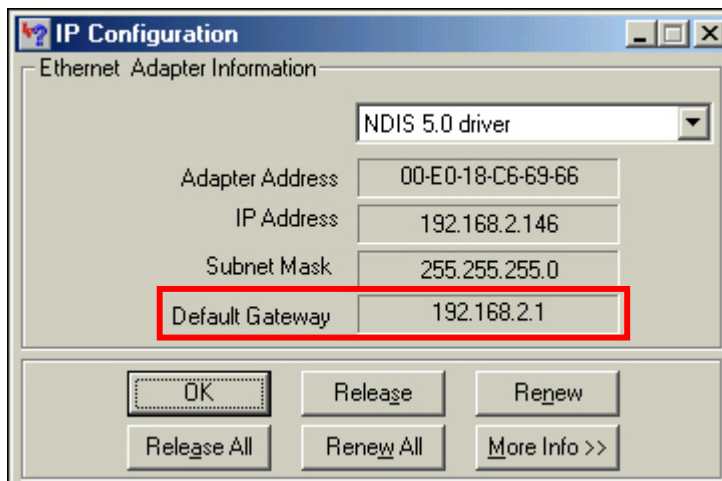 IP Configuration
Ethernet Adapter Information
NDIS 5.0 driver
Adapter Address 00-E0-18-C6-69-66
IP Address 192.168.2.146
Subnet Mask 255.255.255.0
Default Gateway 192.168.2.1
OK Release Renew
Release All Renew All More Info >>